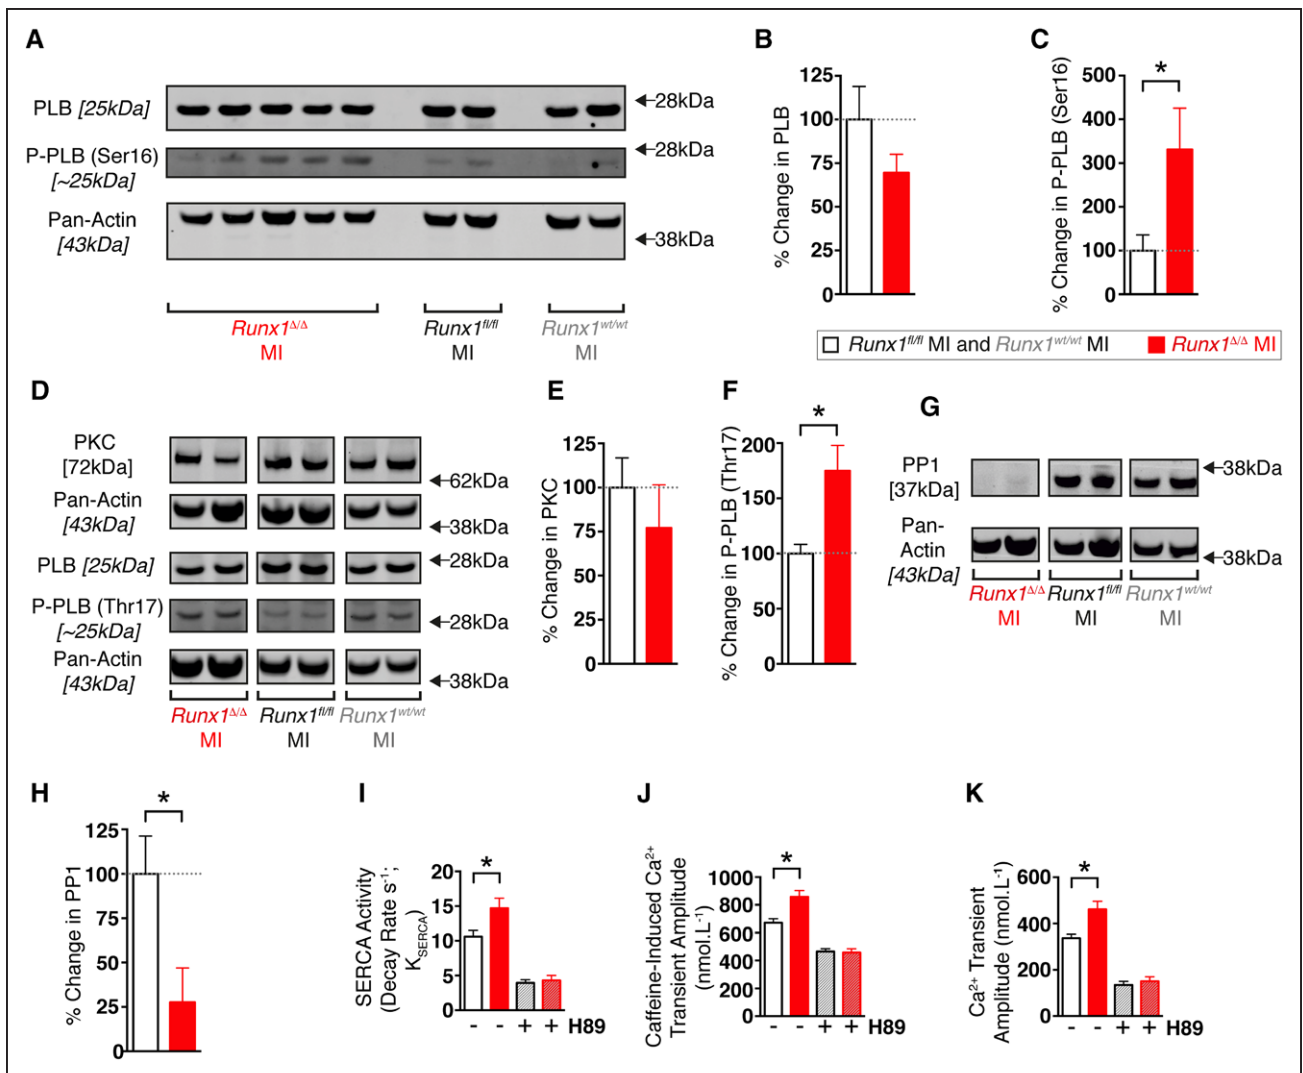 A
PLB [25kDa]
28kDa
P-PLB (Ser16)
[~25kDa]
28kDa
Pan-Actin
[43kDa]
38kDa
Runx1Δ/Δ
MI
Runx1fl/fl
MI
Runx1wt/wt
MI
B
% Change in PLB
125
100
75
50
25
0
C
% Change in P-PLB (Ser16)
500
400
300
200
100
0
*
Runx1fl/fl MI and Runx1wt/wt MI
Runx1Δ/Δ MI
D
PKC
[72kDa]
62kDa
Pan-Actin
[43kDa]
38kDa
PLB [25kDa]
28kDa
P-PLB (Thr17)
[~25kDa]
28kDa
Pan-Actin
[43kDa]
38kDa
Runx1Δ/Δ
MI
Runx1fl/fl
MI
Runx1wt/wt
MI
E
% Change in PKC
125
100
75
50
25
0
F
% Change in P-PLB (Thr17)
200
150
100
50
0
*
G
PP1
[37kDa]
38kDa
Pan-
Actin
[43kDa]
38kDa
Runx1Δ/Δ
MI
Runx1fl/fl
MI
Runx1wt/wt
MI
H
% Change in PP1
125
100
75
50
25
0
*
I
SERCA Activity
(Decay Rate s-1;
KSERCA)
20
15
10
5
0
*
- - + + H89
J
Caffeine-Induced Ca2+
Transient Amplitude
(nmol.L-1)
1000
800
600
400
200
0
*
- - + + H89
K
Ca2+ Transient
Amplitude (nmol.L-1)
600
400
200
0
*
- - + + H89